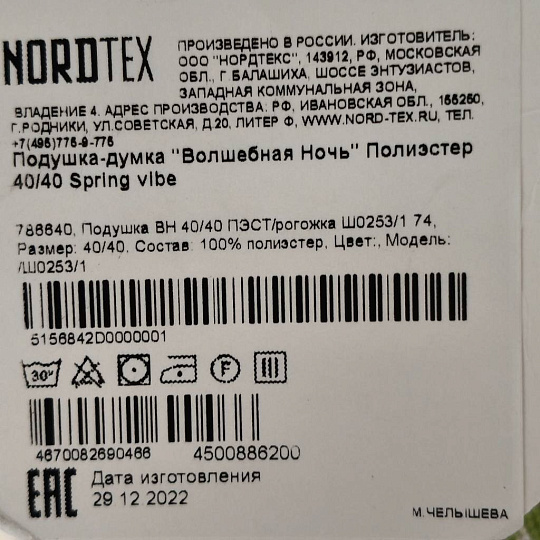 NORDTEX
ПРОИЗВЕДЕНО В РОССИИ. ИЗГОТОВИТЕЛЬ:
ООО "НОРДТЕКС", 143912, РФ, МОСКОВСКАЯ
ОБЛ., Г. БАЛАШИХА, ШОССЕ ЭНТУЗИАСТОВ,
ЗАПАДНАЯ КОММУНАЛЬНАЯ ЗОНА,
ВЛАДЕНИЕ 4. АДРЕС ПРОИЗВОДСТВА: РФ, ИВАНОВСКАЯ ОБЛ., 155250,
Г.РОДНИКИ, УЛ.СОВЕТСКАЯ, Д.20, ЛИТЕР Ф, WWW.NORD-TEX.RU, ТЕЛ.
+7(495)775-9-775
Подушка-думка "Волшебная Ночь" Полиэстер
40/40 Spring vibe
786640, Подушка ВН 40/40 ПЭСТ/рогожка Ш0253/1 74,
Размер: 40/40, Состав: 100% полиэстер, Цвет:, Модель:
/Ш0253/1
5156842D0000001
30° F
4670082690466 4500886200
EAC Дата изготовления
29 12 2022
М.ЧЕЛЫШЕВА